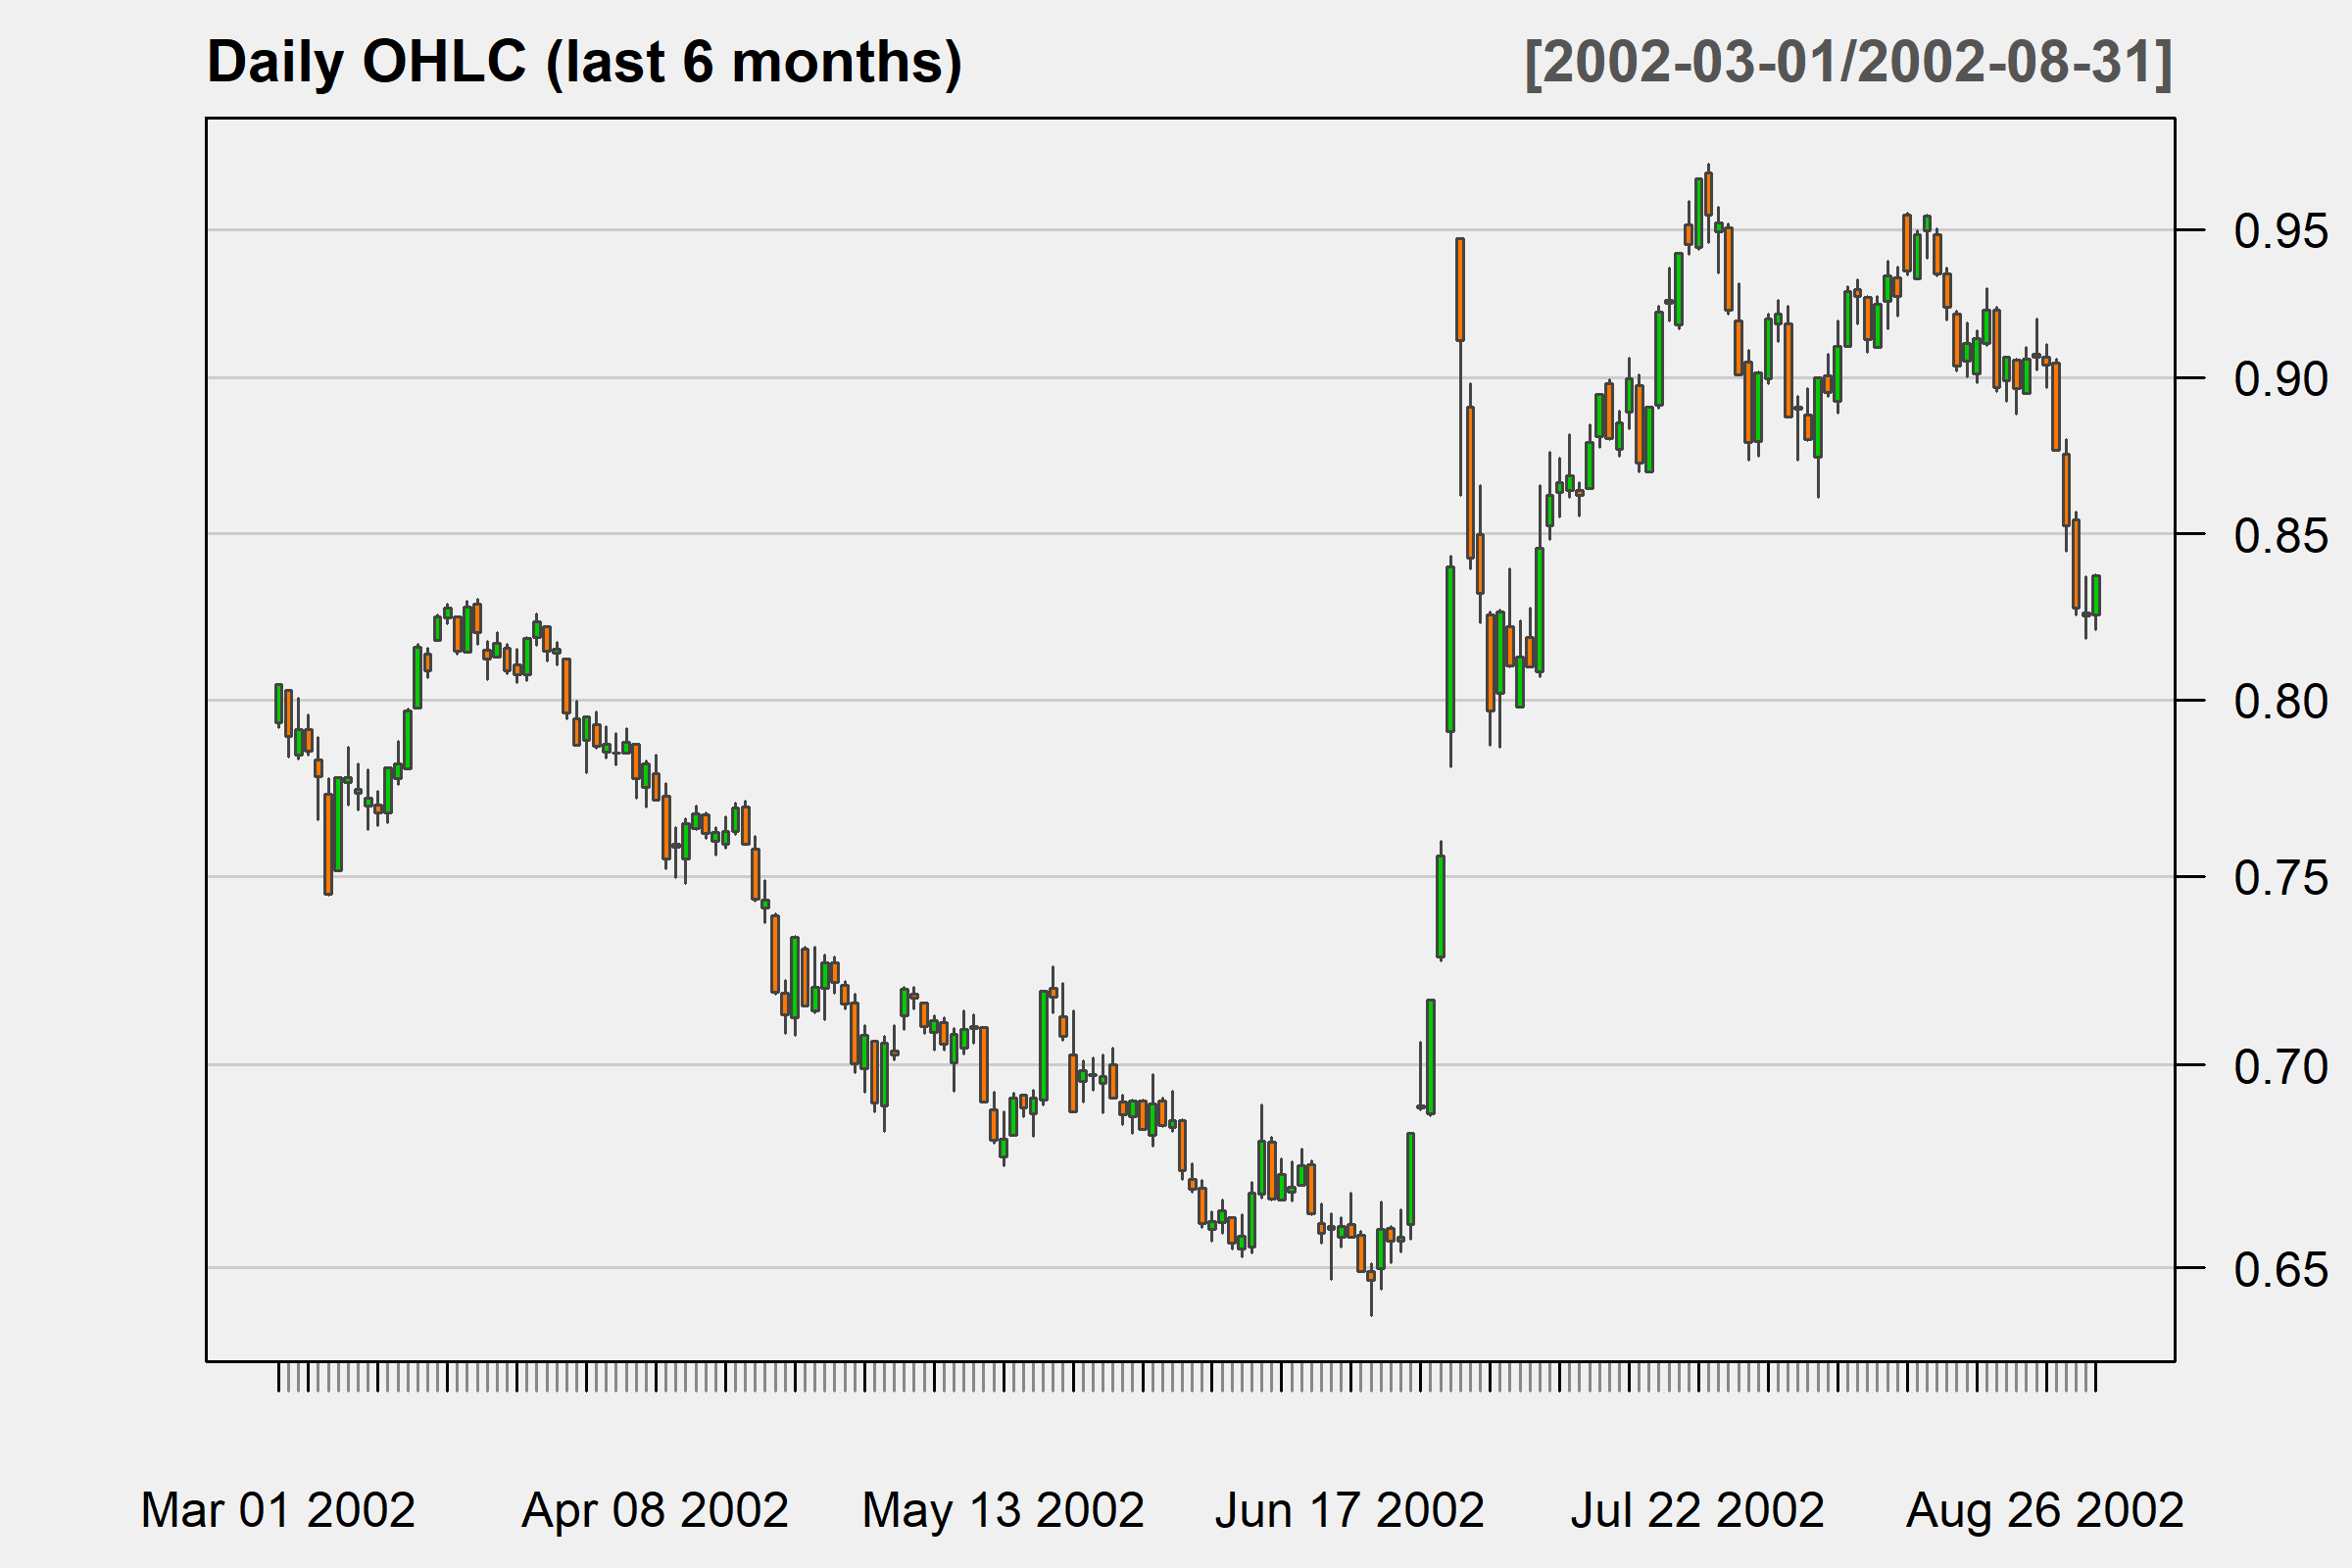 Daily OHLC (last 6 months)
[2002-03-01/2002-08-31]
0.95
0.90
0.85
0.80
0.75
0.70
0.65
Mar 01 2002
Apr 08 2002
May 13 2002
Jun 17 2002
Jul 22 2002
Aug 26 2002